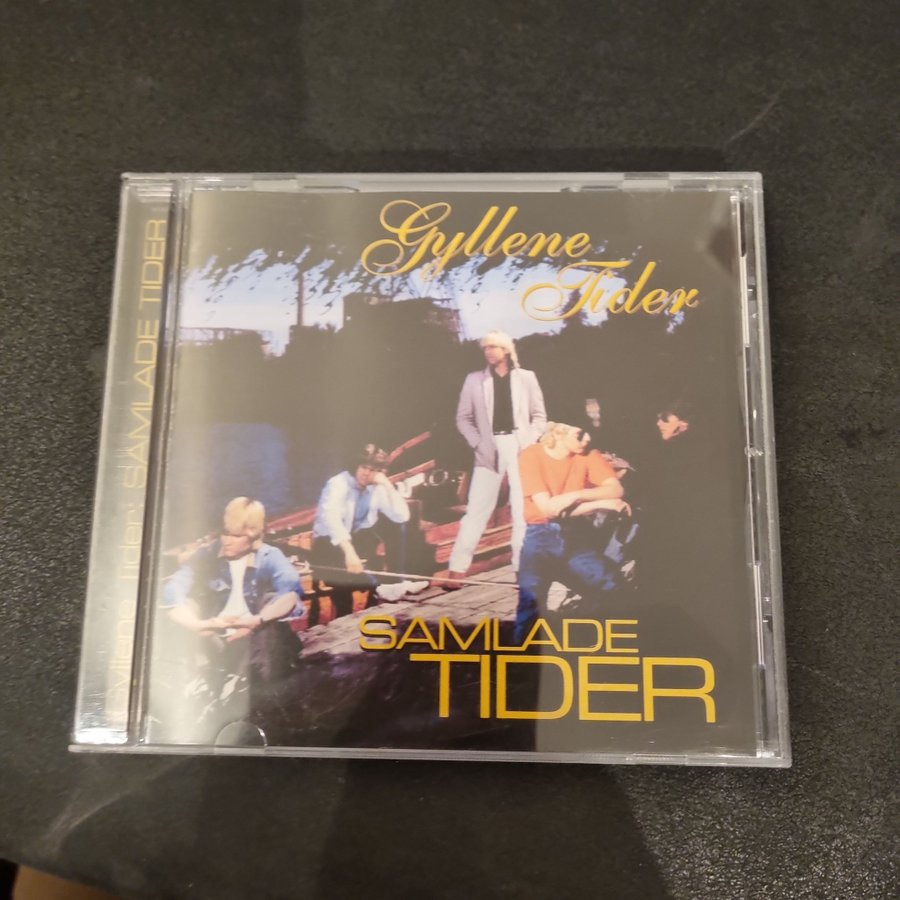 Gyllene
Tider
SAMLADE
TIDER
Gyllene Tider: SAMLADE TIDER